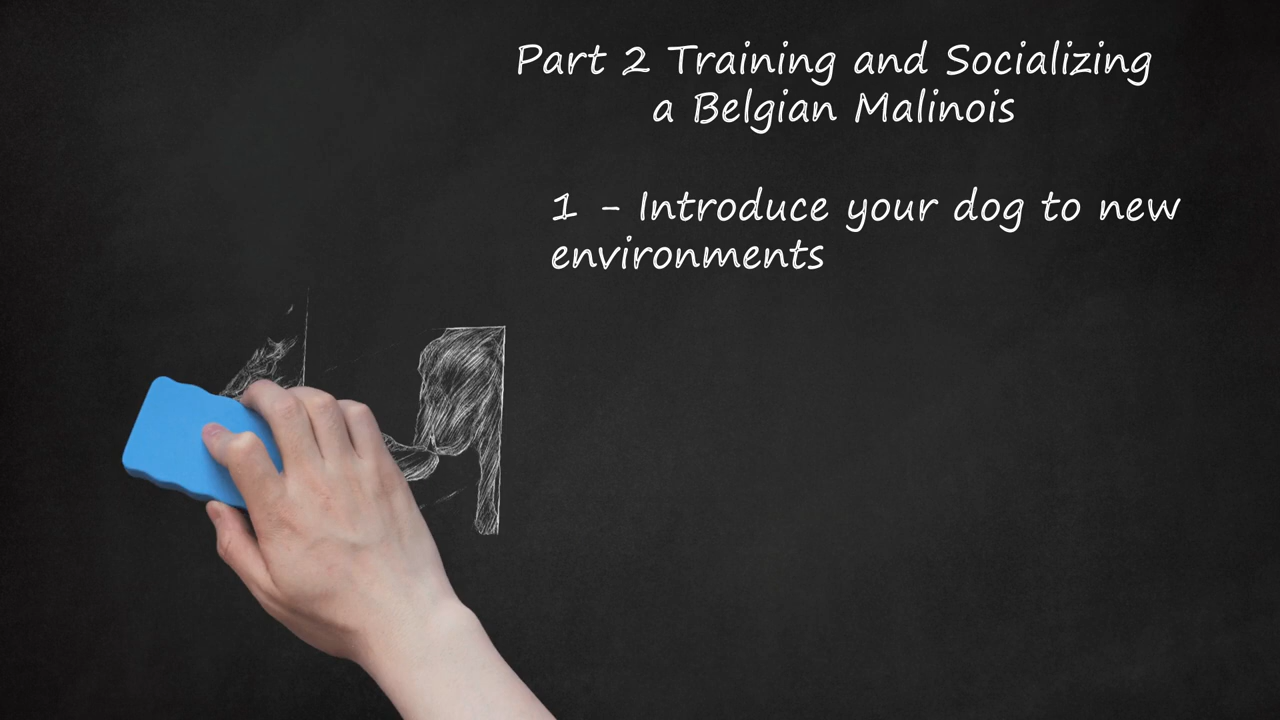 Part 2 Training and Socializing
a Belgian Malinois
1 - Introduce your dog to new
environments